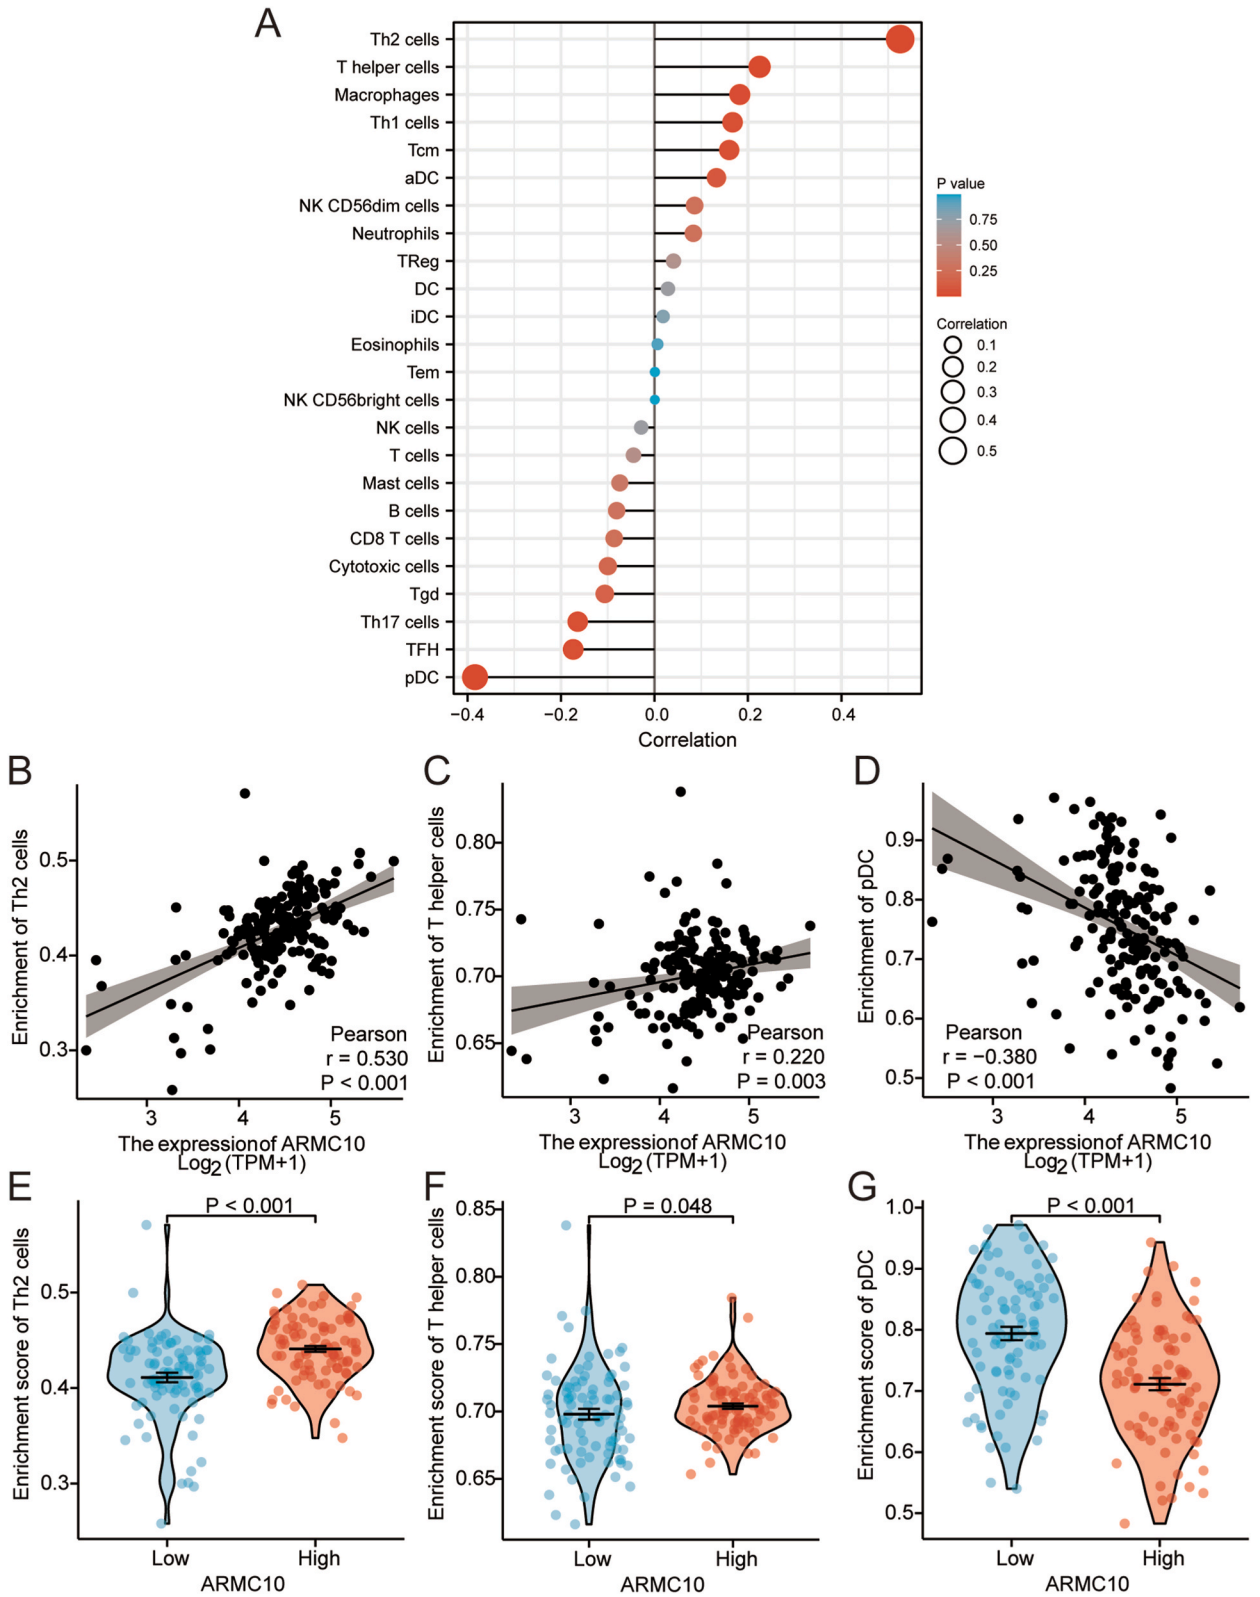 A
Th2 cells
T helper cells
Macrophages
Th1 cells
Tcm
aDC
NK CD56dim cells
Neutrophils
TReg
DC
iDC
Eosinophils
Tem
NK CD56bright cells
NK cells
T cells
Mast cells
B cells
CD8 T cells
Cytotoxic cells
Tgd
Th17 cells
TFH
pDC
−0.4 −0.2 0.0 0.2 0.4
Correlation
P value
0.75
0.50
0.25
Correlation
0.1
0.2
0.3
0.4
0.5
B
Enrichment of Th2 cells
0.5
0.4
0.3
Pearson
r = 0.530
P < 0.001
3 4 5
The expression of ARMC10
Log2 (TPM+1)
C
Enrichment of T helper cells
0.80
0.75
0.70
0.65
Pearson
r = 0.220
P = 0.003
3 4 5
The expression of ARMC10
Log2 (TPM+1)
D
Enrichment of pDC
0.9
0.8
0.7
0.6
0.5
Pearson
r = −0.380
P < 0.001
3 4 5
The expression of ARMC10
Log2 (TPM+1)
E
Enrichment score of Th2 cells
0.5
0.4
0.3
P < 0.001
Low High
ARMC10
F
Enrichment score of T helper cells
0.85
0.80
0.75
0.70
0.65
P = 0.048
Low High
ARMC10
G
Enrichment score of pDC
1.0
0.9
0.8
0.7
0.6
0.5
P < 0.001
Low High
ARMC10